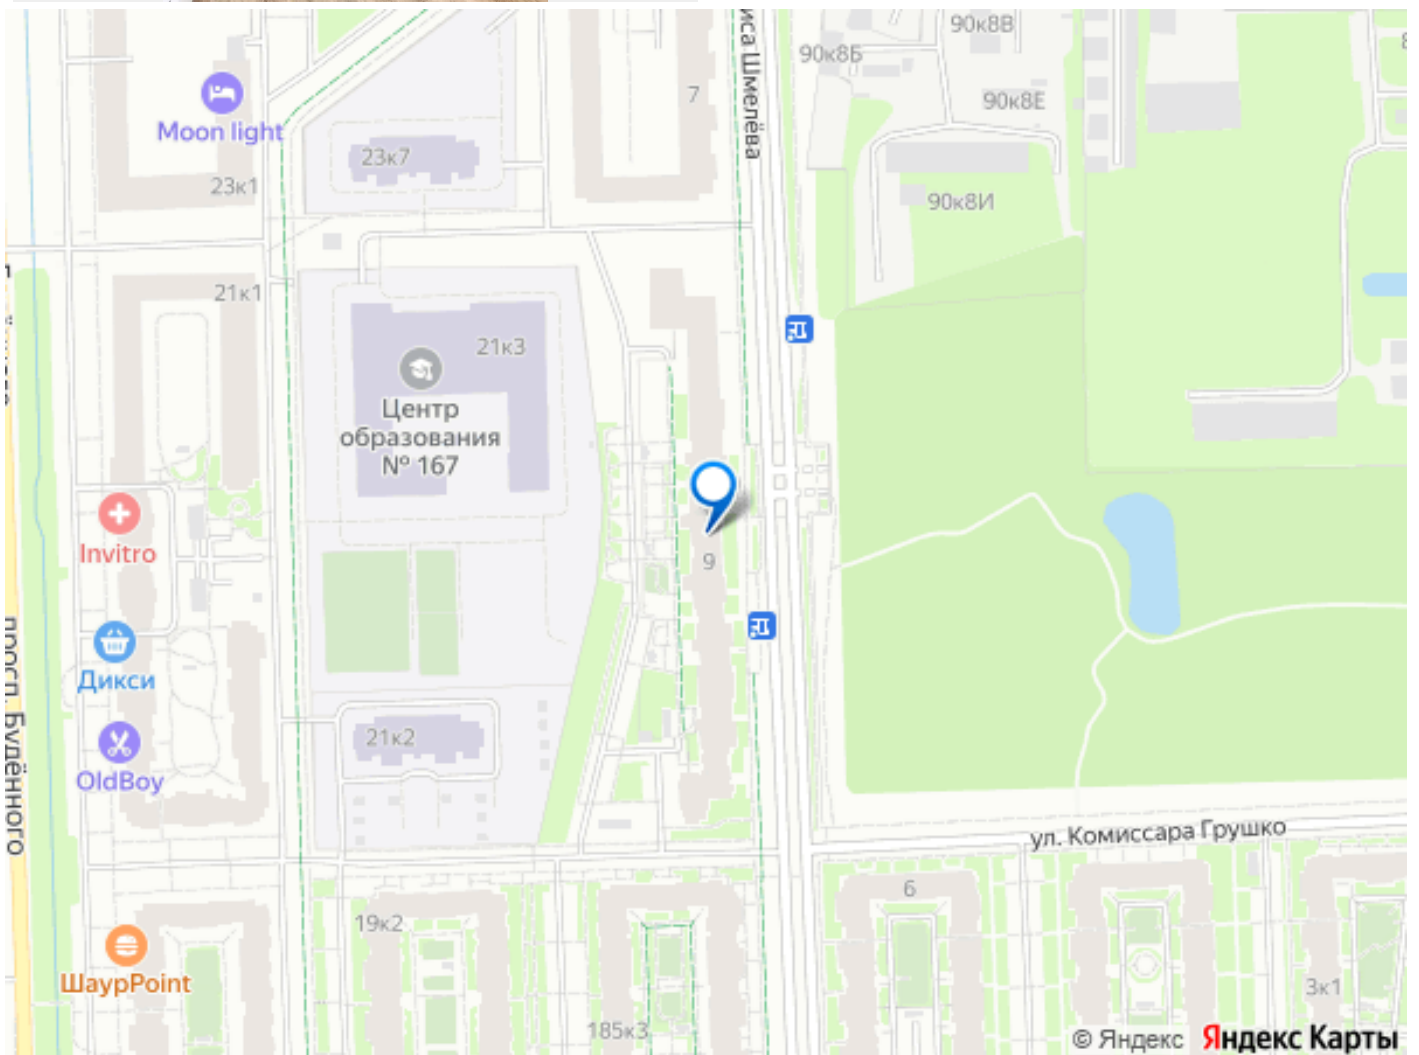 90к8В
90к8Б
7
90к8Е
Moon light
иса Шмелёва
23к7
23к1
90к8И
21к1
21к3
Центр
образования
№ 167
Invitro
9
Дикси
просп. Будённого
21к2
OldBoy
ул. Комиссара Грушко
6
19к2
ШаурPoint
3к1
185к3
© Яндекс Яндекс Карты